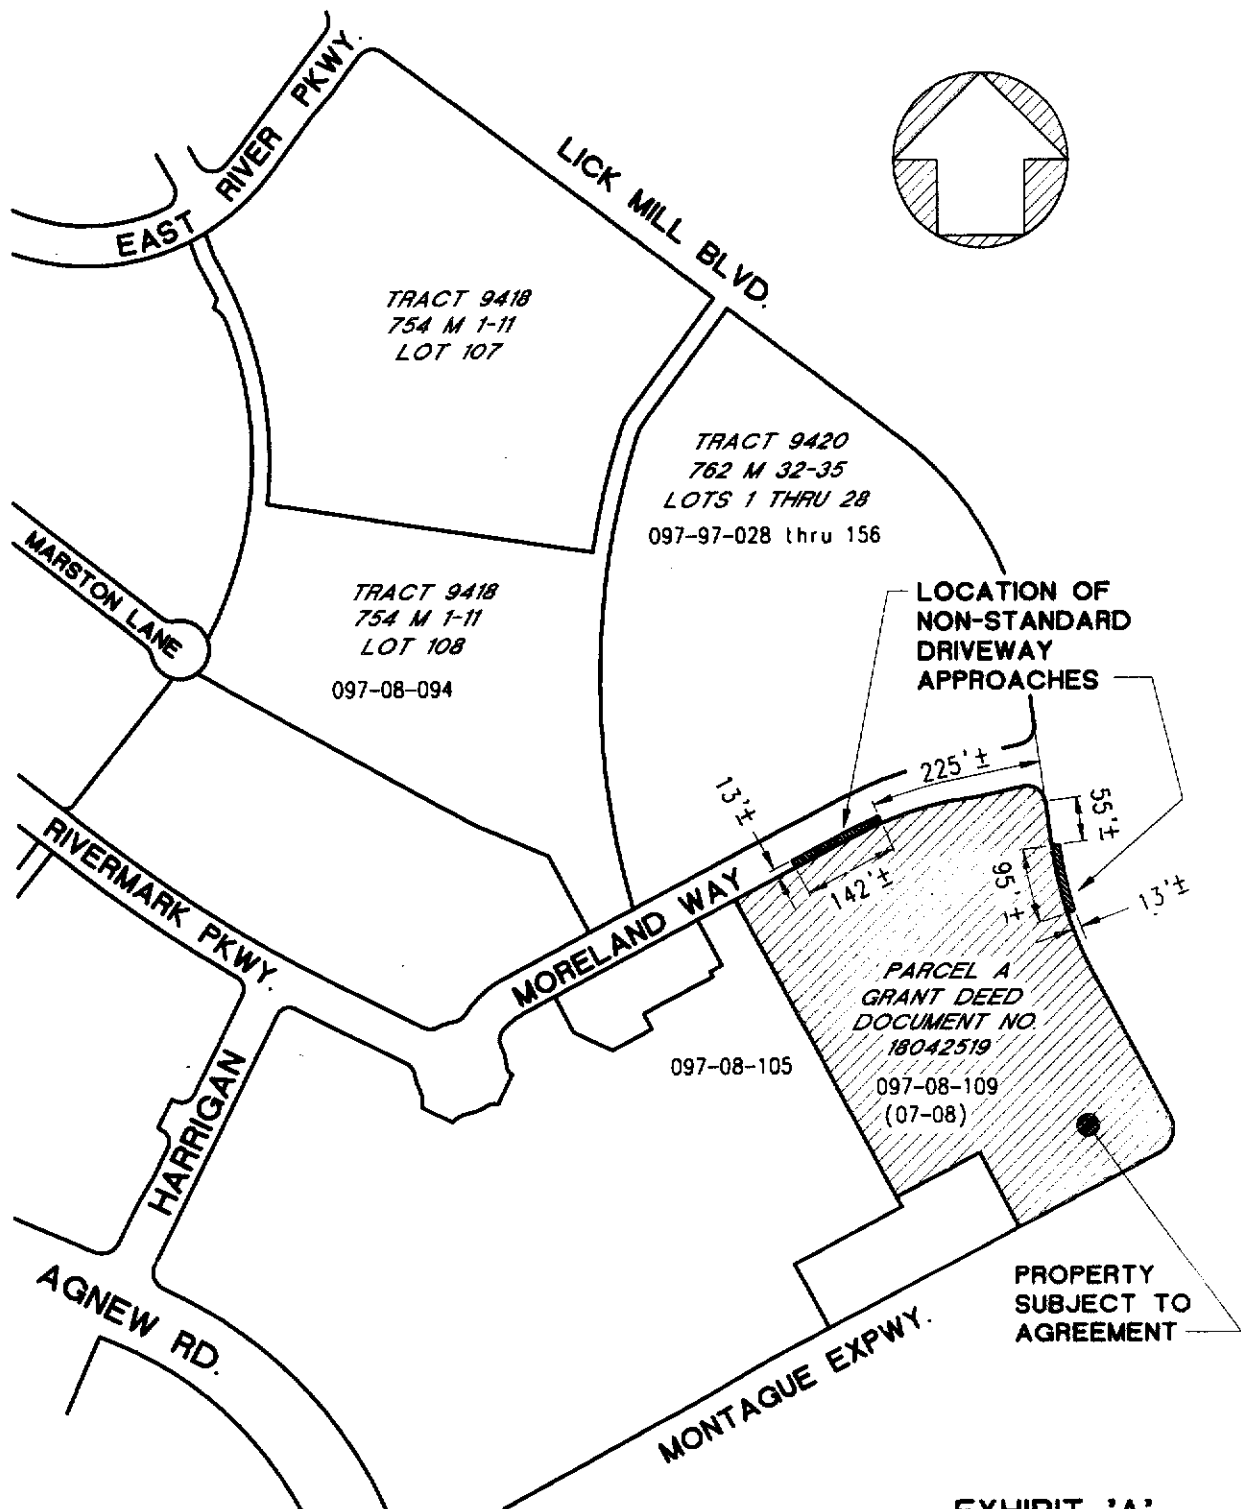 EAST RIVER PKWY.
LICK MILL BLVD.
TRACT 9418
754 M 1-11
LOT 107
TRACT 9420
762 M 32-35
LOTS 1 THRU 28
097-97-028 thru 156
MARSTON LANE
TRACT 9418
754 M 1-11
LOT 108
097-08-094
LOCATION OF
NON-STANDARD
DRIVEWAY
APPROACHES
225'±
13'±
142'±
55'±
95'±
13'±
RIVERMARK PKWY.
MORELAND WAY
PARCEL A
GRANT DEED
DOCUMENT NO.
18042519
097-08-109
(07-08)
097-08-105
HARRIGAN
AGNEW RD.
PROPERTY
SUBJECT TO
AGREEMENT
MONTAGUE EXPWY.
EXHIBIT 'A'